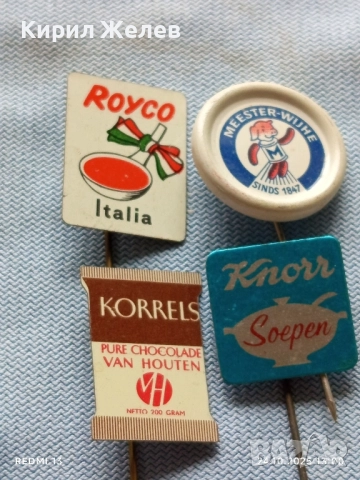 Кирил Желев
ROYCO
Italia
MEESTER-WIJHE
M
SINDS 1847
KORRELS
PURE CHOCOLADE
VAN HOUTEN
VH
NETTO 200 GRAM
Knorr
Soepen
REDMI 13